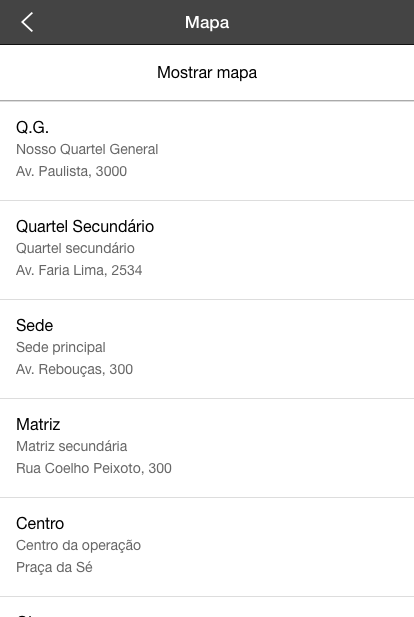 Mapa
Mostrar mapa
Q.G.
Nosso Quartel General
Av. Paulista, 3000
Quartel Secundário
Quartel secundário
Av. Faria Lima, 2534
Sede
Sede principal
Av. Rebouças, 300
Matriz
Matriz secundária
Rua Coelho Peixoto, 300
Centro
Centro da operação
Praça da Sé